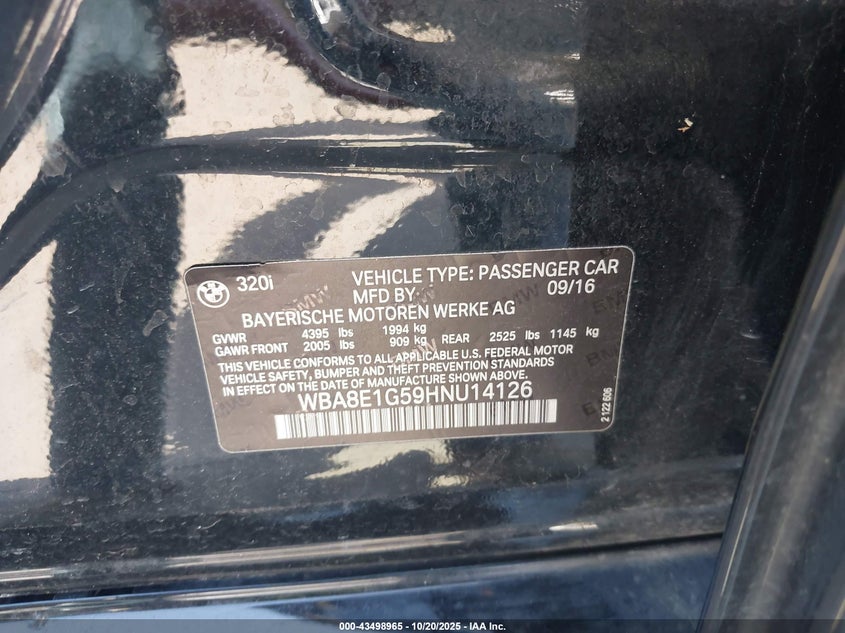 320i VEHICLE TYPE: PASSENGER CAR
MFD BY 09/16
BAYERISCHE MOTOREN WERKE AG
GVWR 4395 lbs 1994 kg
GAWR FRONT 2005 lbs 909 kg REAR 2525 lbs 1145 kg
THIS VEHICLE CONFORMS TO ALL APPLICABLE U.S. FEDERAL MOTOR
VEHICLE SAFETY, BUMPER AND THEFT PREVENTION STANDARDS
IN EFFECT ON THE DATE OF MANUFACTURE SHOWN ABOVE.
WBA8E1G59HNU14126
2 122 606
000-43498965 - 10/20/2025 - IAA Inc.